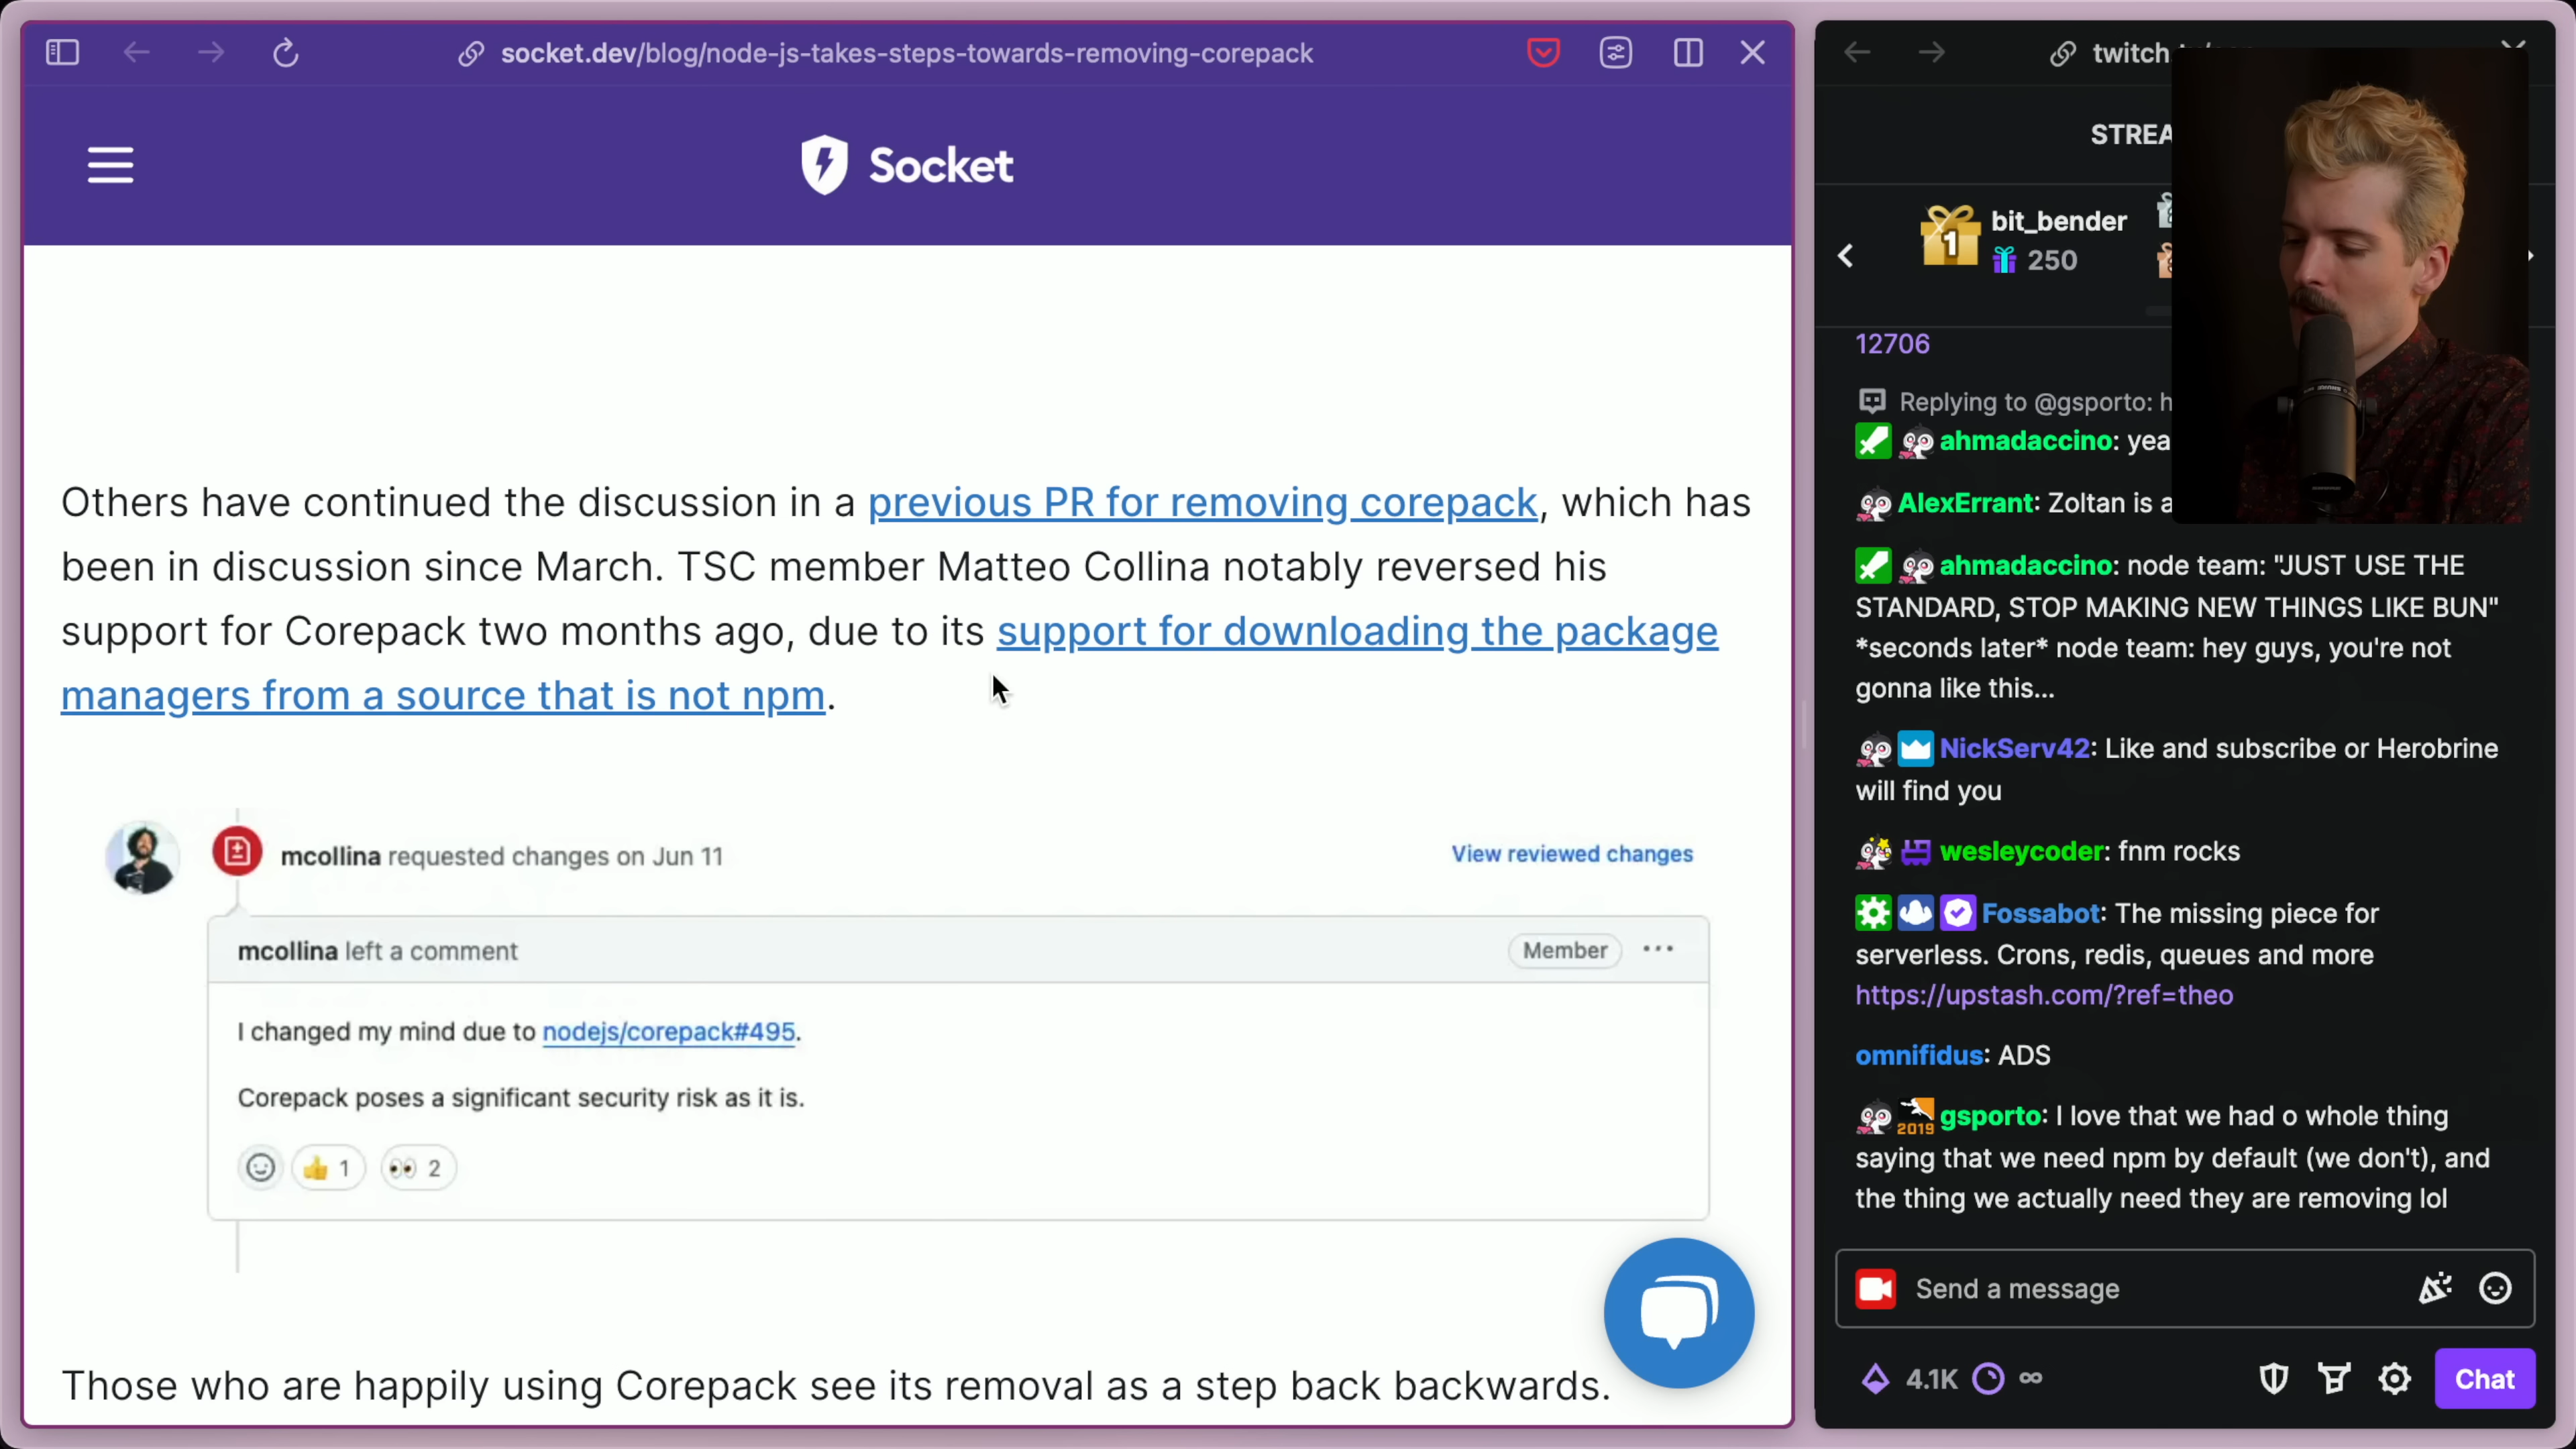 socket.dev/blog/node-js-takes-steps-towards-removing-corepack
Socket
Others have continued the discussion in a previous PR for removing corepack, which has
been in discussion since March. TSC member Matteo Collina notably reversed his
support for Corepack two months ago, due to its support for downloading the package
managers from a source that is not npm.
mcollina requested changes on Jun 11
View reviewed changes
mcollina left a comment
Member
I changed my mind due to nodejs/corepack#495.
Corepack poses a significant security risk as it is.
1
2
Those who are happily using Corepack see its removal as a step back backwards.
twitch
STREA
1
bit_bender
250
12706
Replying to @gsporto: h
ahmadaccino: yea
AlexErrant: Zoltan is a
ahmadaccino: node team: "JUST USE THE
STANDARD, STOP MAKING NEW THINGS LIKE BUN"
*seconds later* node team: hey guys, you're not
gonna like this...
NickServ42: Like and subscribe or Herobrine
will find you
wesleycoder: fnm rocks
Fossabot: The missing piece for
serverless. Crons, redis, queues and more
https://upstash.com/?ref=theo
omnifidus: ADS
2019 gsporto: I love that we had o whole thing
saying that we need npm by default (we don't), and
the thing we actually need they are removing lol
Send a message
4.1K ∞
Chat